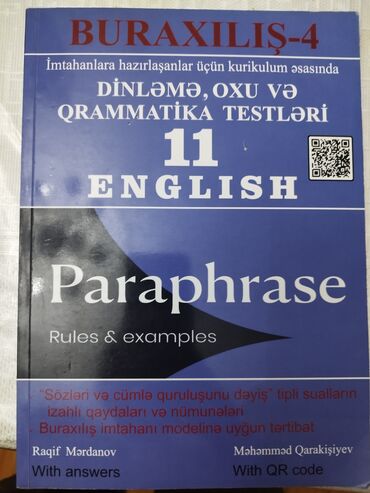 BURAXILIŞ-4
İmtahanlara hazırlaşanlar üçün kurikulum əsasında
DİNLƏMƏ, OXU VƏ
QRAMMATİKA TESTLƏRİ
11
ENGLISH
Paraphrase
Rules & examples
- "Sözləri və cümlə quruluşunu dəyiş" tipli sualların
izahlı qaydaları və nümunələri
- Buraxılış imtahanı modelinə uyğun tərtibat
Raqif Mərdanov
Məhəmməd Qarakişiyev
With answers
With QR code